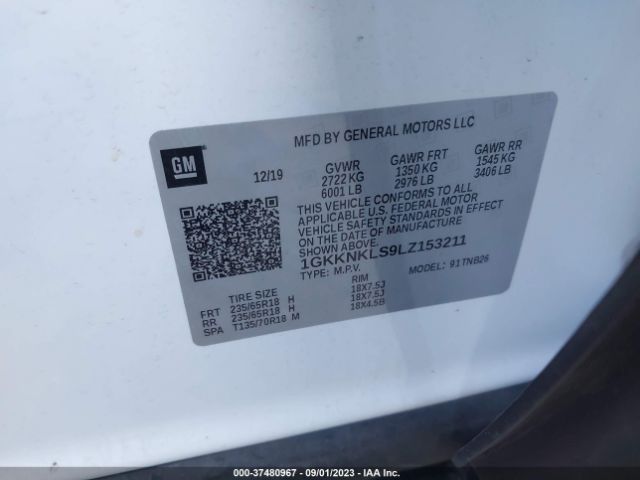 MFD BY GENERAL MOTORS LLC
GM
12/19
GVWR GAWR FRT GAWR RR
2722 KG 1350 KG 1545 KG
6001 LB 2976 LB 3406 LB
THIS VEHICLE CONFORMS TO ALL
APPLICABLE U.S. FEDERAL MOTOR
VEHICLE SAFETY STANDARDS IN EFFECT
ON THE DATE OF MANUFACTURE
SHOWN ABOVE.
1GKKNKLS9LZ153211
TYPE: M.P.V. MODEL: 91TNB26
TIRE SIZE RIM
FRT 235/65R18 H 18X7.5J
RR 235/65R18 H 18X7.5J
SPA T135/70R18 M 18X4.5B
000-37480967 - 09/01/2023 - IAA Inc.